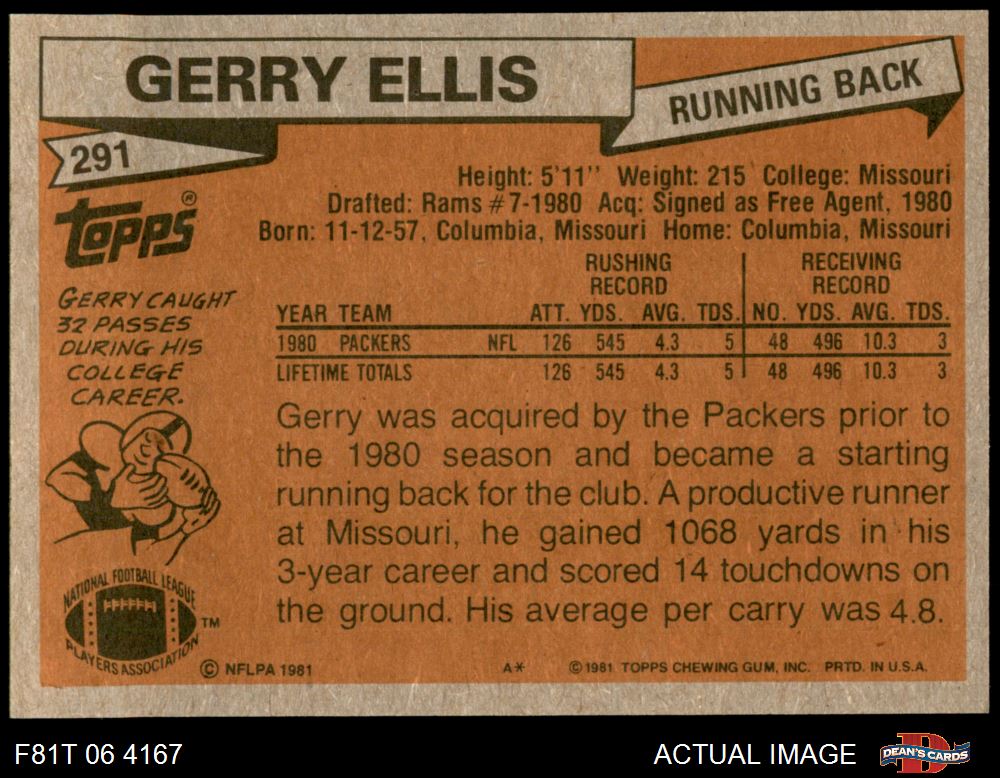 GERRY ELLIS
RUNNING BACK
291
Topps®
Height: 5'11'' Weight: 215 College: Missouri
Drafted: Rams #7-1980 Acq: Signed as Free Agent, 1980
Born: 11-12-57, Columbia, Missouri Home: Columbia, Missouri
RUSHING RECEIVING
RECORD RECORD
YEAR TEAM ATT. YDS. AVG. TDS. NO. YDS. AVG. TDS.
1980 PACKERS NFL 126 545 4.3 5 48 496 10.3 3
LIFETIME TOTALS 126 545 4.3 5 48 496 10.3 3
GERRY CAUGHT
32 PASSES
DURING HIS
COLLEGE
CAREER.
Gerry was acquired by the Packers prior to
the 1980 season and became a starting
running back for the club. A productive runner
at Missouri, he gained 1068 yards in his
3-year career and scored 14 touchdowns on
the ground. His average per carry was 4.8.
NATIONAL FOOTBALL LEAGUE
PLAYERS ASSOCIATION
TM
© NFLPA 1981
A* © 1981 TOPPS CHEWING GUM, INC. PRTD. IN U.S.A.
F81T 06 4167
ACTUAL IMAGE
DEAN'S CARDS